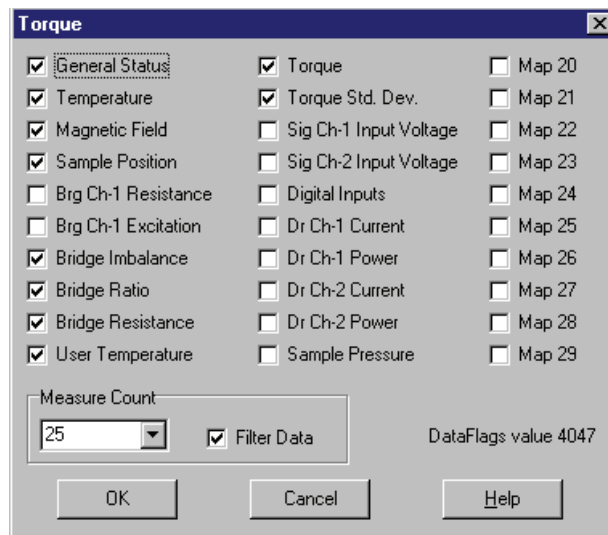 Torque
General Status
Temperature
Magnetic Field
Sample Position
Brg Ch-1 Resistance
Brg Ch-1 Excitation
Bridge Imbalance
Bridge Ratio
Bridge Resistance
User Temperature
Torque
Torque Std. Dev.
Sig Ch-1 Input Voltage
Sig Ch-2 Input Voltage
Digital Inputs
Dr Ch-1 Current
Dr Ch-1 Power
Dr Ch-2 Current
Dr Ch-2 Power
Sample Pressure
Map 20
Map 21
Map 22
Map 23
Map 24
Map 25
Map 26
Map 27
Map 28
Map 29
Measure Count
25
Filter Data
DataFlags value 4047
OK
Cancel
Help